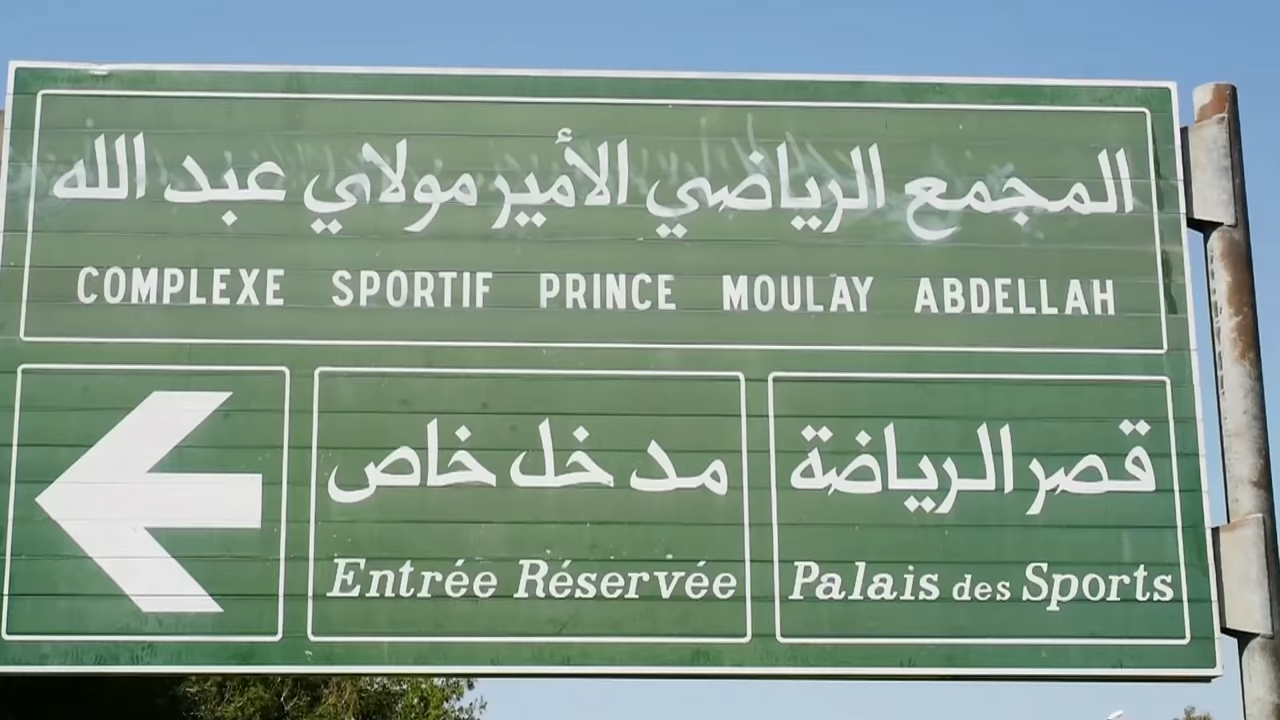 المجمع الرياضي الأمير مولاي عبد الله
COMPLEXE SPORTIF PRINCE MOULAY ABDELLAH
قصر الرياضة
Palais des Sports
مدخل خاص
Entrée Réservée